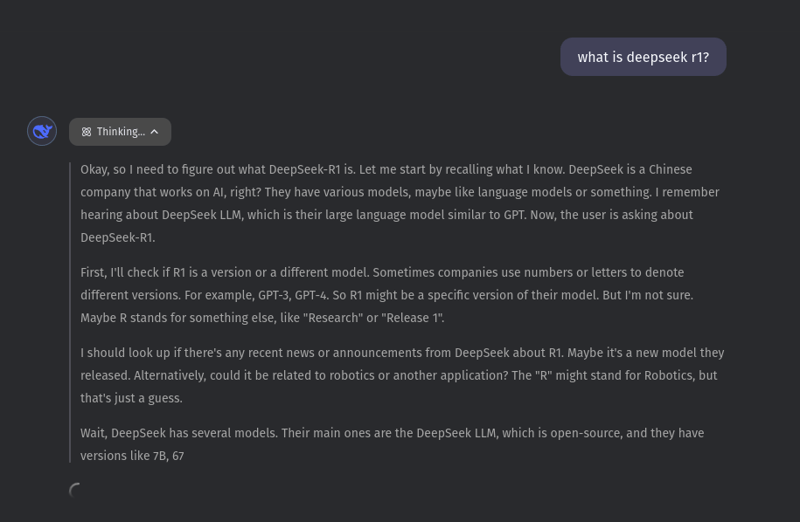 what is deepseek r1?
Thinking...
Okay, so I need to figure out what DeepSeek-R1 is. Let me start by recalling what I know. DeepSeek is a Chinese
company that works on AI, right? They have various models, maybe like language models or something. I remember
hearing about DeepSeek LLM, which is their large language model similar to GPT. Now, the user is asking about
DeepSeek-R1.
First, I'll check if R1 is a version or a different model. Sometimes companies use numbers or letters to denote
different versions. For example, GPT-3, GPT-4. So R1 might be a specific version of their model. But I'm not sure.
Maybe R stands for something else, like "Research" or "Release 1".
I should look up if there's any recent news or announcements from DeepSeek about R1. Maybe it's a new model they
released. Alternatively, could it be related to robotics or another application? The "R" might stand for Robotics, but
that's just a guess.
Wait, DeepSeek has several models. Their main ones are the DeepSeek LLM, which is open-source, and they have
versions like 7B, 67